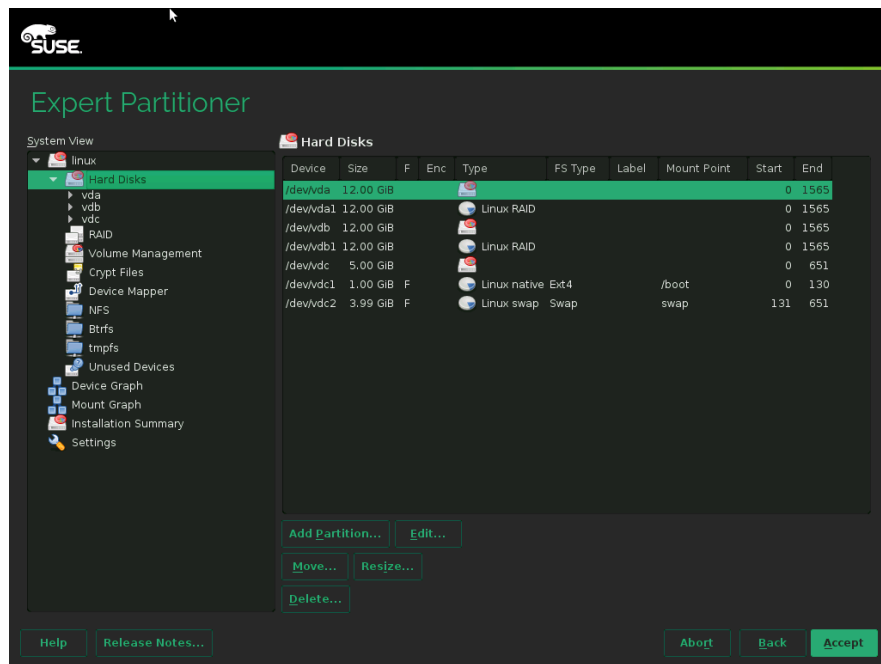 SUSE.
Expert Partitioner
System View
linux
Hard Disks
vda
vdb
vdc
RAID
Volume Management
Crypt Files
Device Mapper
NFS
Btrfs
tmpfs
Unused Devices
Device Graph
Mount Graph
Installation Summary
Settings
Hard Disks
Device Size F Enc Type FS Type Label Mount Point Start End
/dev/vda 12.00 GiB 0 1565
/dev/vda1 12.00 GiB Linux RAID 0 1565
/dev/vdb 12.00 GiB 0 1565
/dev/vdb1 12.00 GiB Linux RAID 0 1565
/dev/vdc 5.00 GiB 0 651
/dev/vdc1 1.00 GiB F Linux native Ext4 /boot 0 130
/dev/vdc2 3.99 GiB F Linux swap Swap swap 131 651
Add Partition... Edit...
Move... Resize...
Delete...
Help Release Notes... Abort Back Accept